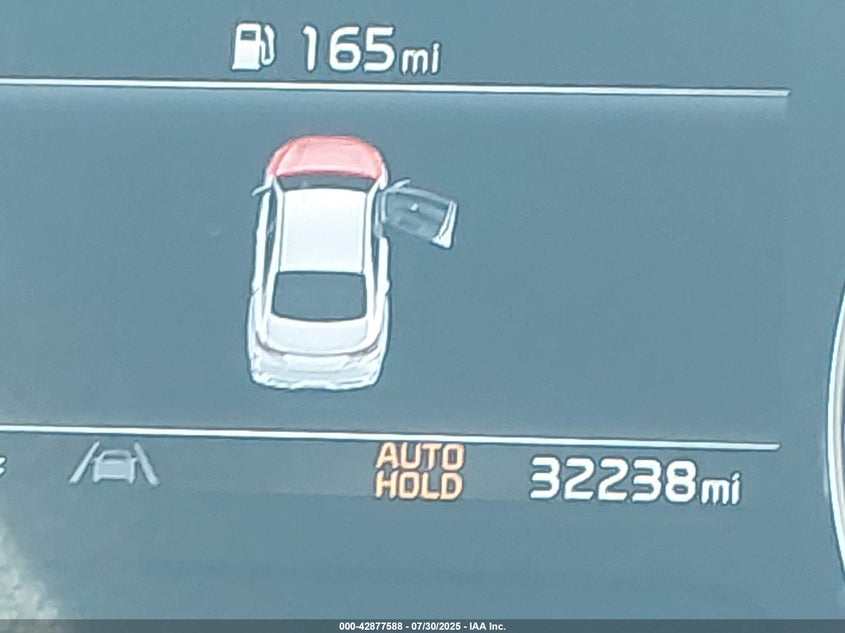 165mi
AUTO
HOLD
32238mi
000-42877588 - 07/30/2025 - IAA Inc.